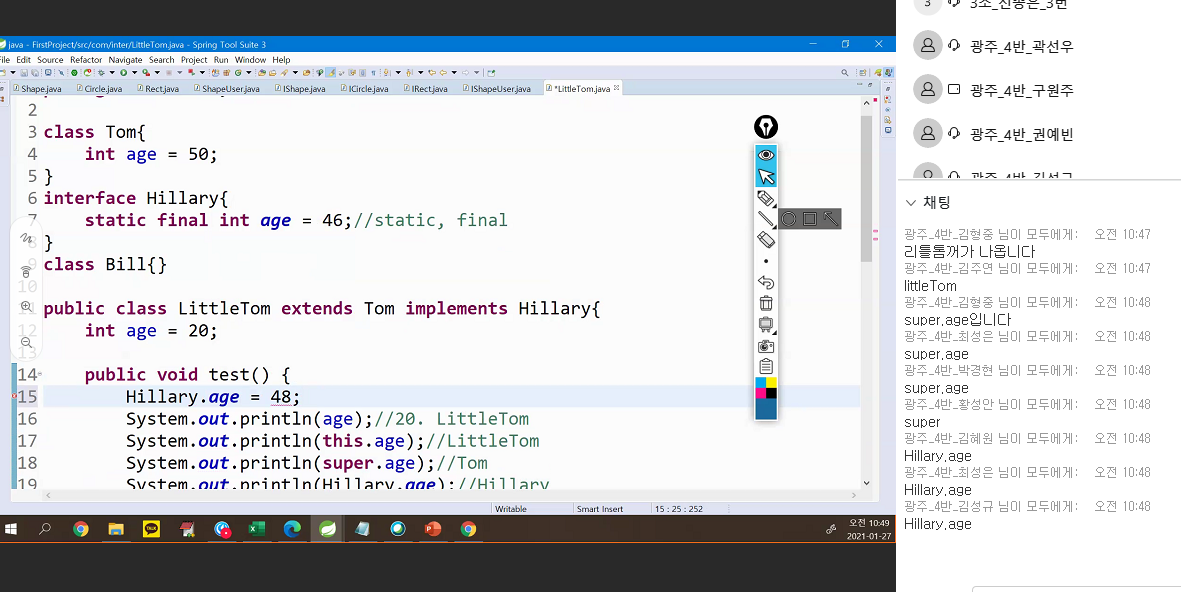 java - FirstProject/src/com/inter/LittleTom.java - Spring Tool Suite 3
File Edit Source Refactor Navigate Search Project Run Window Help
Shape.java Circle.java Rect.java ShapeUser.java IShape.java ICircle.java IRect.java IShapeUser.java *LittleTom.java
2
3 class Tom{
4 int age = 50;
5 }
6 interface Hillary{
7 static final int age = 46;//static, final
8 }
9 class Bill{}
10
11 public class LittleTom extends Tom implements Hillary{
12 int age = 20;
13
14 public void test() {
15 Hillary.age = 48;
16 System.out.println(age);//20. LittleTom
17 System.out.println(this.age);//LittleTom
18 System.out.println(super.age);//Tom
19 System.out.println(Hillary.age);//Hillary
Writable Smart Insert 15 : 25 : 252
TALK
오전 10:49
2021-01-27
광주_4반_곽선우
광주_4반_구원주
광주_4반_권예빈
채팅
광주_4반_김형중 님이 모두에게: 오전 10:47
리틀톰꺼가 나옵니다
광주_4반_김주연 님이 모두에게: 오전 10:47
littleTom
광주_4반_김형중 님이 모두에게: 오전 10:48
super.age입니다
광주_4반_최성은 님이 모두에게: 오전 10:48
super.age
광주_4반_박경현 님이 모두에게: 오전 10:48
super.age
광주_4반_황성안 님이 모두에게: 오전 10:48
super
광주_4반_김혜원 님이 모두에게: 오전 10:48
Hillary.age
광주_4반_최성은 님이 모두에게: 오전 10:48
Hillary.age
광주_4반_김성규 님이 모두에게: 오전 10:48
Hillary.age